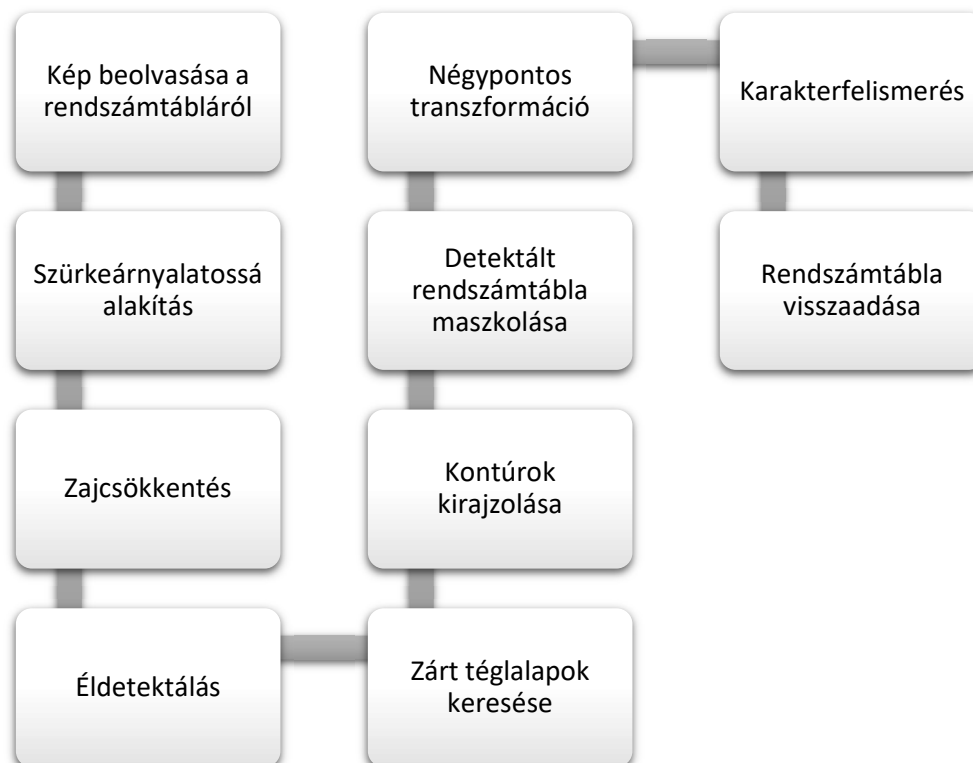 Kép beolvasása a
rendszámtábláról
Szürkeárnyalatossá
alakítás
Zajcsökkentés
Éldetektálás
Zárt téglalapok
keresése
Kontúrok
kirajzolása
Detektált
rendszámtábla
maszkolása
Négypontos
transzformáció
Karakterfelismerés
Rendszámtábla
visszaadása